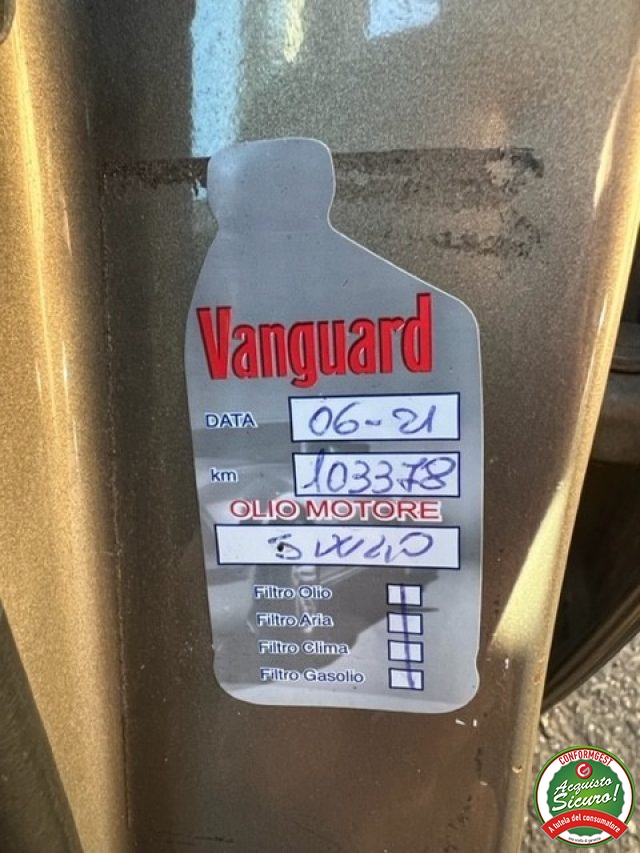 Vanguard
DATA 06-21
km 103378
OLIO MOTORE
5W40
Filtro Olio
Filtro Aria
Filtro Clima
Filtro Gasolio
CONFORMGEST
Acquisto
Sicuro!
A tutela del consumatore